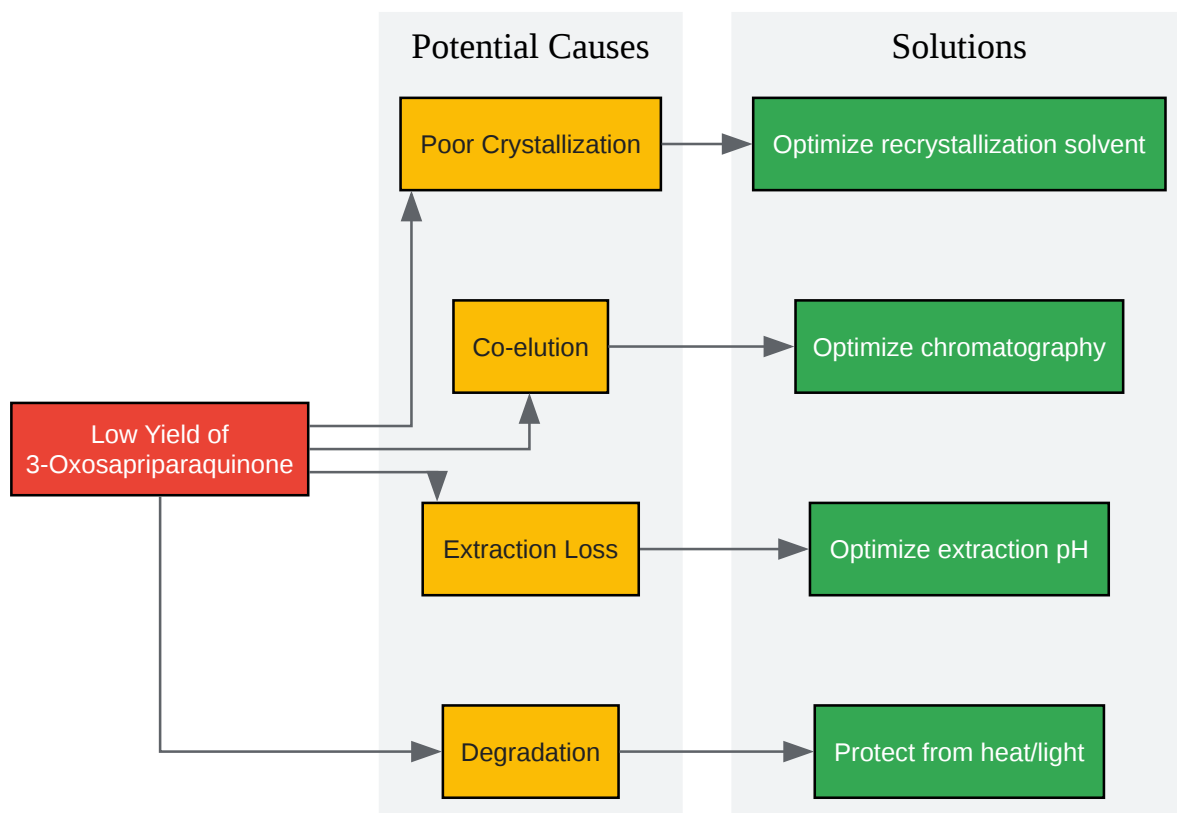 Potential Causes
Solutions
Poor Crystallization
Optimize recrystallization solvent
Co-elution
Optimize chromatography
Low Yield of
3-Oxosapriparaquinone
Extraction Loss
Optimize extraction pH
Degradation
Protect from heat/light